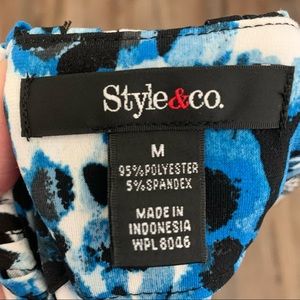 Style&co.
M
95% POLYESTER
5% SPANDEX
MADE IN
INDONESIA
WPL 8046